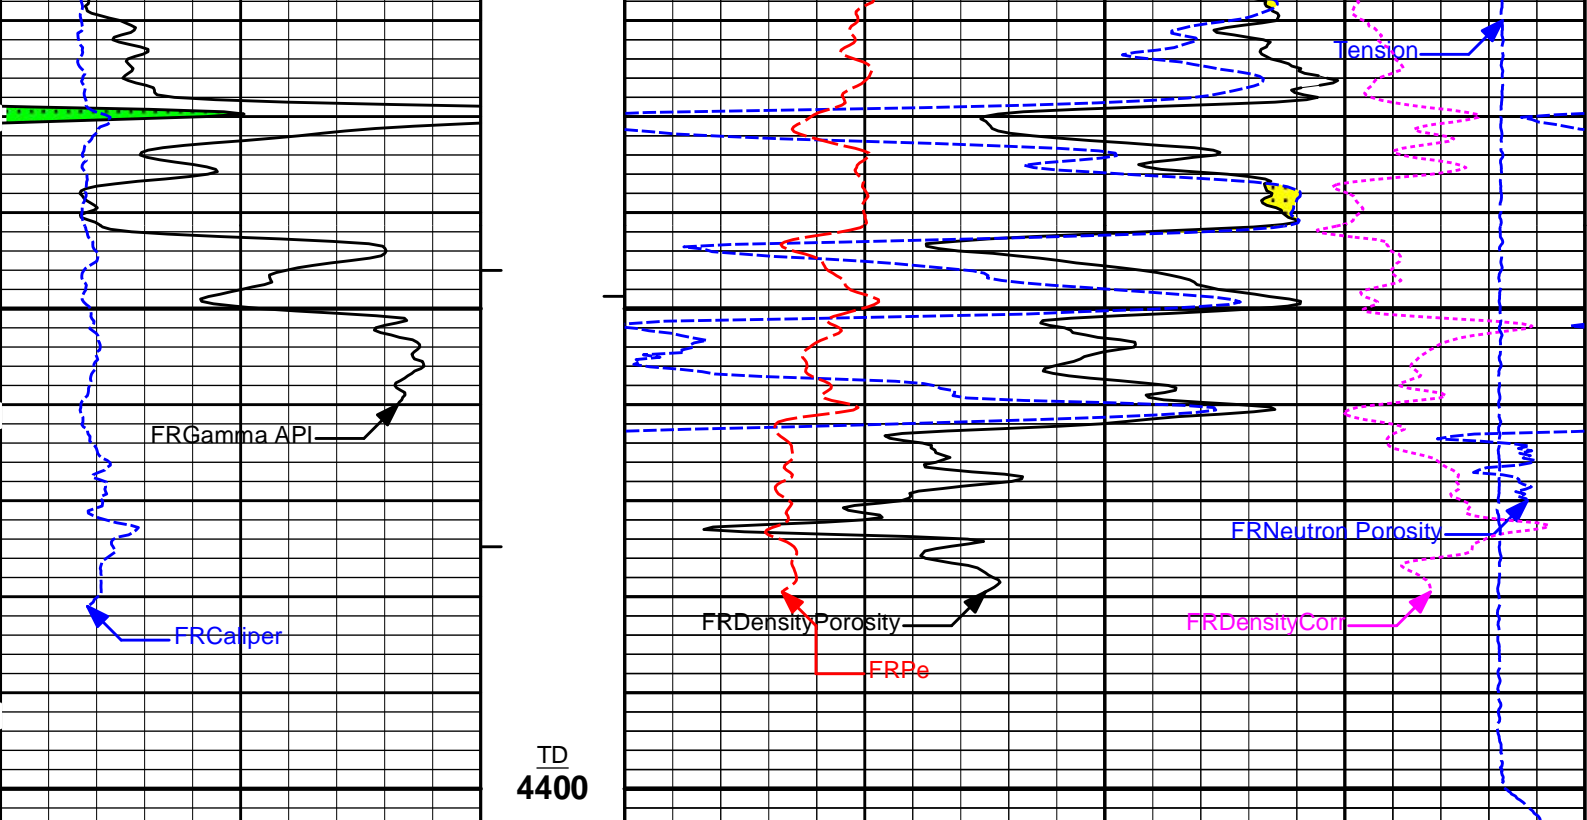 Tension
FRGamma API
FRNeutron Porosity
FRDensityPorosity
FRDensityCorr
FRCaliper
FRPe
TD
4400